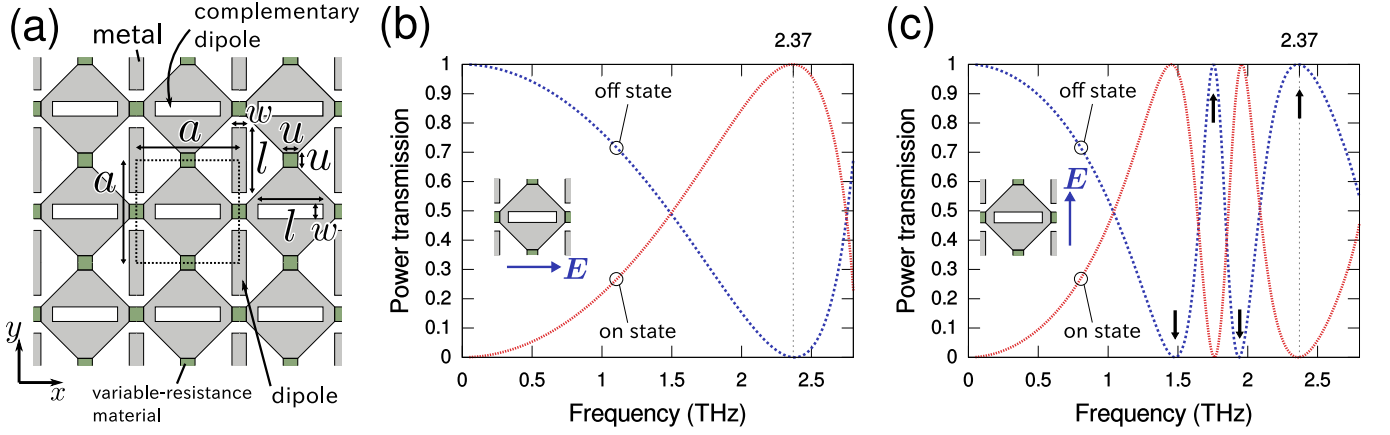 (a)
complementary
dipole
metal
a
w
u
l
u
a
l
w
y
x
variable-resistance
material
dipole
(b)
2.37
Power transmission
1
0.9
0.8
0.7
0.6
0.5
0.4
0.3
0.2
0.1
0
off state
E
on state
0 0.5 1 1.5 2 2.5
Frequency (THz)
(c)
2.37
Power transmission
1
0.9
0.8
0.7
0.6
0.5
0.4
0.3
0.2
0.1
0
off state
E
on state
0 0.5 1 1.5 2 2.5
Frequency (THz)